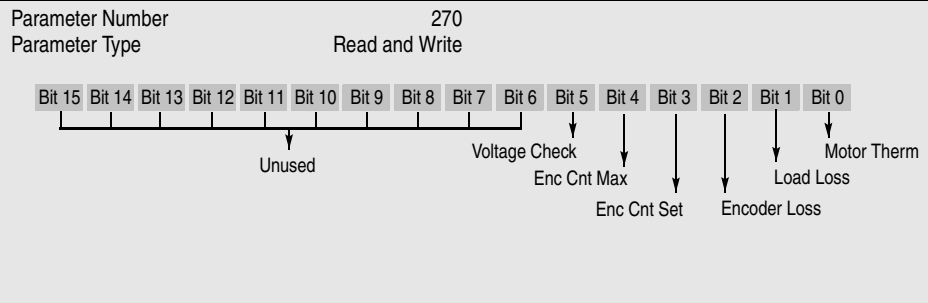 Parameter Number 270
Parameter Type Read and Write
Bit 15 Bit 14 Bit 13 Bit 12 Bit 11 Bit 10 Bit 9 Bit 8 Bit 7 Bit 6 Bit 5 Bit 4 Bit 3 Bit 2 Bit 1 Bit 0
Unused
Voltage Check
Enc Cnt Max
Enc Cnt Set
Encoder Loss
Load Loss
Motor Therm